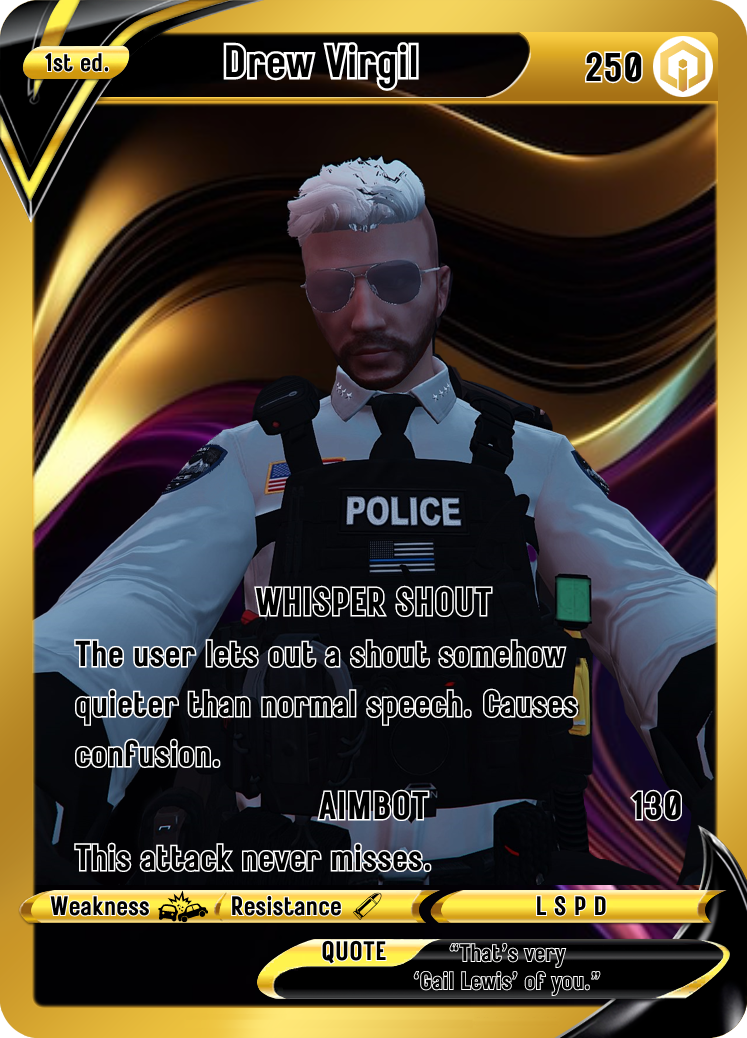 1st ed.
Drew Virgil
250
POLICE
WHISPER SHOUT
The user lets out a shout somehow
quieter than normal speech. Causes
confusion.
AIMBOT 130
This attack never misses.
Weakness Resistance LSPD
QUOTE “That’s very
‘Gail Lewis’ of you.”